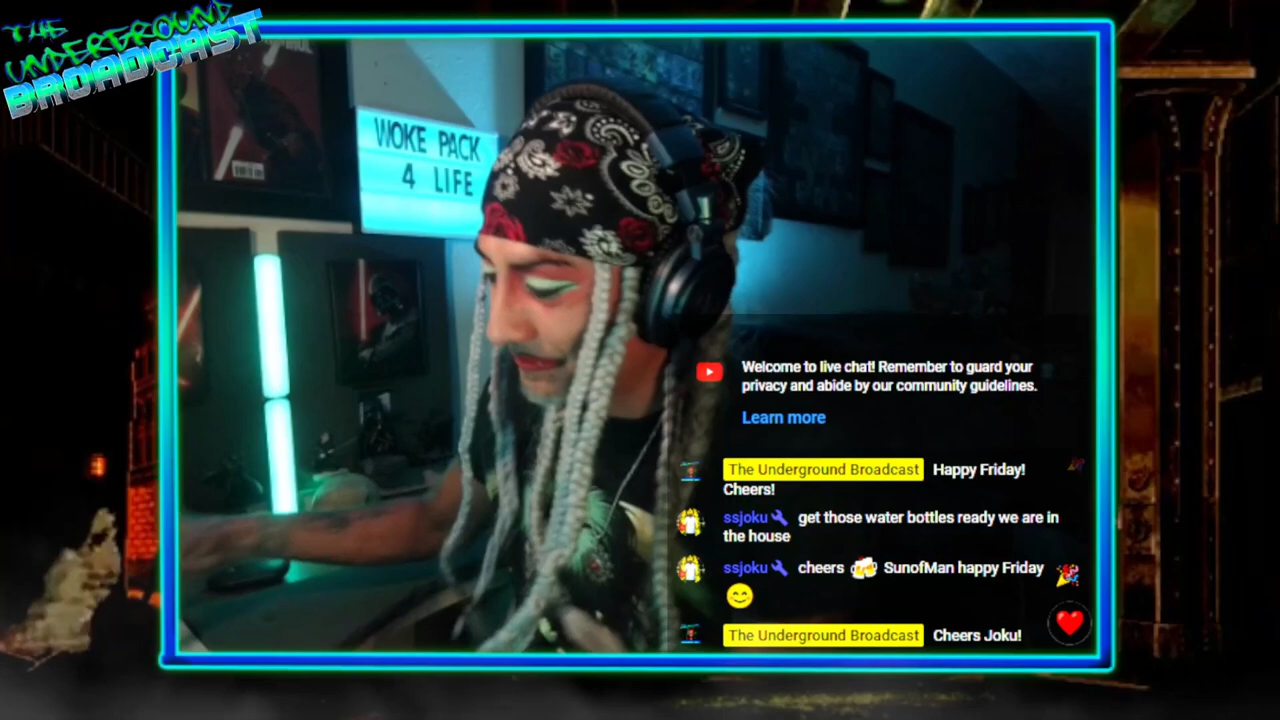 THE
UNDERGROUND
BROADCAST
WOKE PACK
4 LIFE
Welcome to live chat! Remember to guard your
privacy and abide by our community guidelines.
Learn more
The Underground Broadcast Happy Friday!
Cheers!
ssjoku get those water bottles ready we are in
the house
ssjoku cheers 🍻 SunofMan happy Friday 🎉
😊
The Underground Broadcast Cheers Joku!